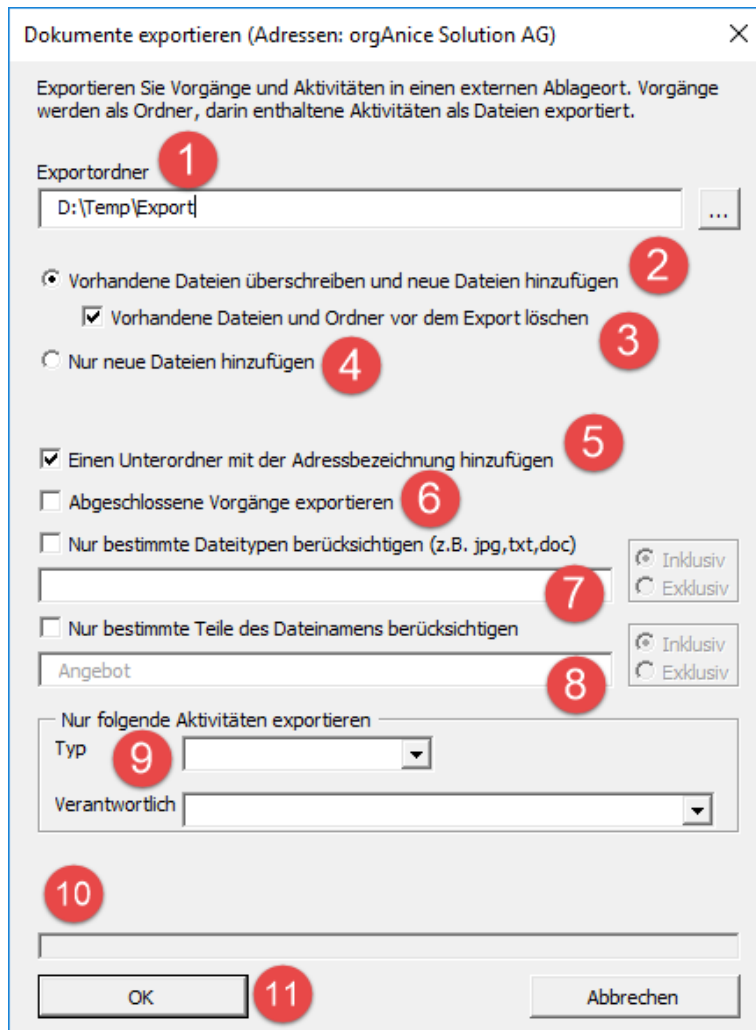 Dokumente exportieren (Adressen: orgAnice Solution AG)
Exportieren Sie Vorgänge und Aktivitäten in einen externen Ablageort. Vorgänge
werden als Ordner, darin enthaltene Aktivitäten als Dateien exportiert.
Exportordner 1
D:\Temp\Export ...
Vorhandene Dateien überschreiben und neue Dateien hinzufügen 2
Vorhandene Dateien und Ordner vor dem Export löschen 3
Nur neue Dateien hinzufügen 4
Einen Unterordner mit der Adressbezeichnung hinzufügen 5
Abgeschlossene Vorgänge exportieren 6
Nur bestimmte Dateitypen berücksichtigen (z.B. jpg,txt,doc)
Inklusiv
7 Exklusiv
Nur bestimmte Teile des Dateinamens berücksichtigen
Inklusiv
Angebot 8 Exklusiv
Nur folgende Aktivitäten exportieren
Typ 9
Verantwortlich
10
OK 11 Abbrechen